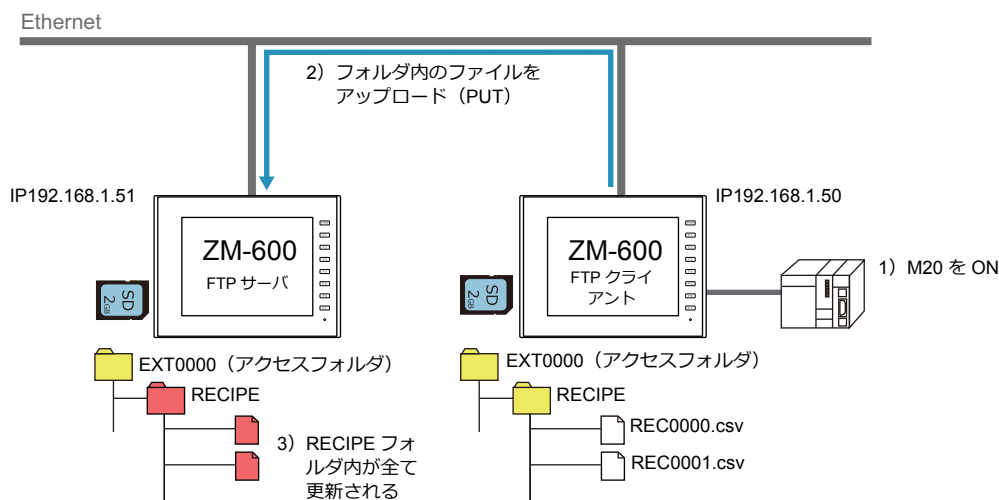 Ethernet
2）フォルダ内のファイルを
アップロード（PUT）
IP192.168.1.51
IP192.168.1.50
ZM-600
FTP サーバ
ZM-600
FTP クライ
アント
1）M20 を ON
SD
2GB
SD
2GB
EXT0000（アクセスフォルダ）
EXT0000（アクセスフォルダ）
RECIPE
RECIPE
REC0000.csv
REC0001.csv
3）RECIPE フォ
ルダ内が全て
更新される